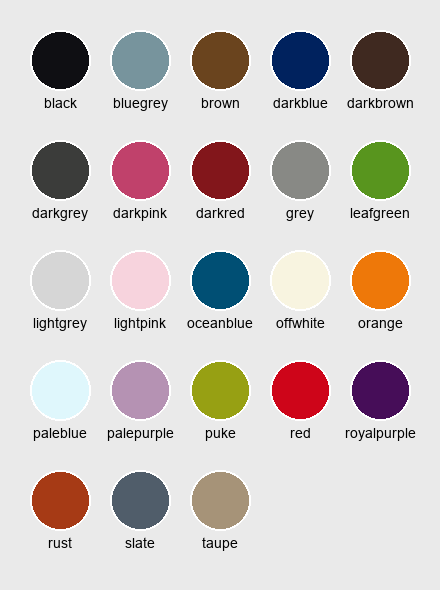 black bluegrey brown darkblue darkbrown
darkgrey darkpink darkred grey leafgreen
lightgrey lightpink oceanblue offwhite orange
paleblue palepurple puke red royalpurple
rust slate taupe